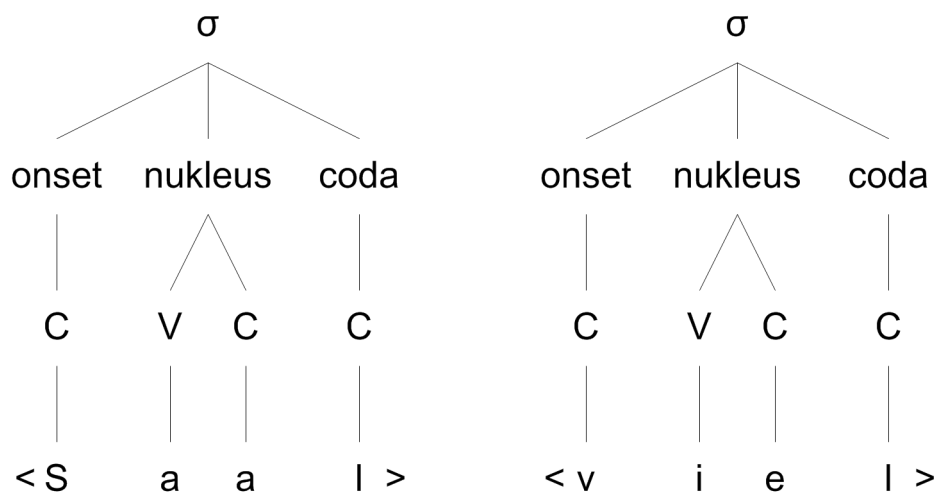 σ σ
onset nukleus coda onset nukleus coda
C V C C C V C C
<S a a l> <v i e l>